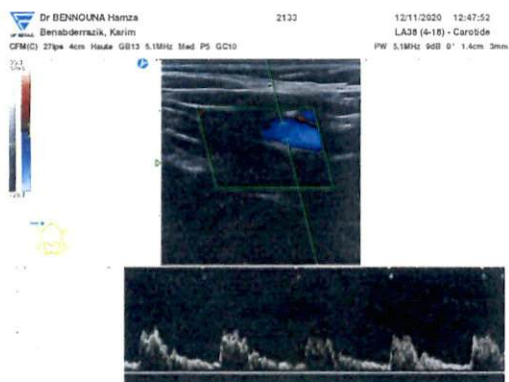 Dr BENNOUNA Hamza 2133 12/11/2020 12:47:52
Benabderrazik, Karim LA38 (4-18) - Carotide
CFM(C) 27ips 4cm Haute GB13 5.1MHz Med PS GC10 PW 5,1MHz 9dB 0° 1.4cm 3mm